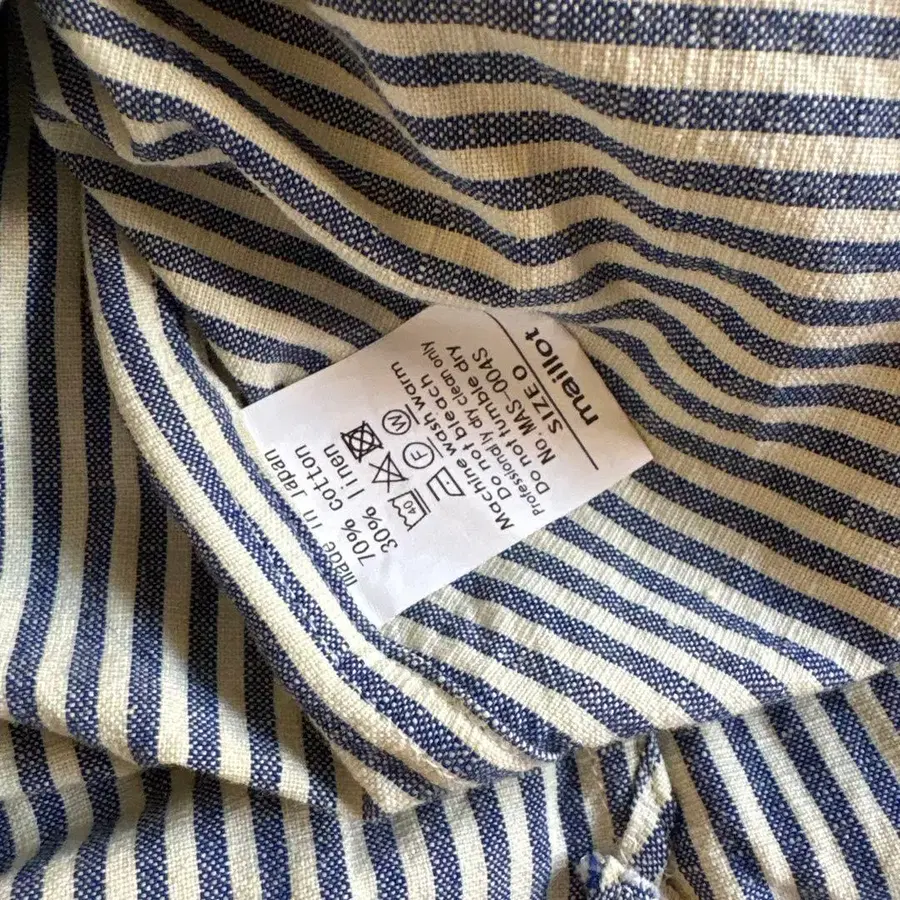 maillot
SIZE 0
No. MAS-004S
Do not tumble dry
Professionally dry clean only
Do not bleach
Machine wash warm
40
F
W
30% linen
70% cotton
made in Japan